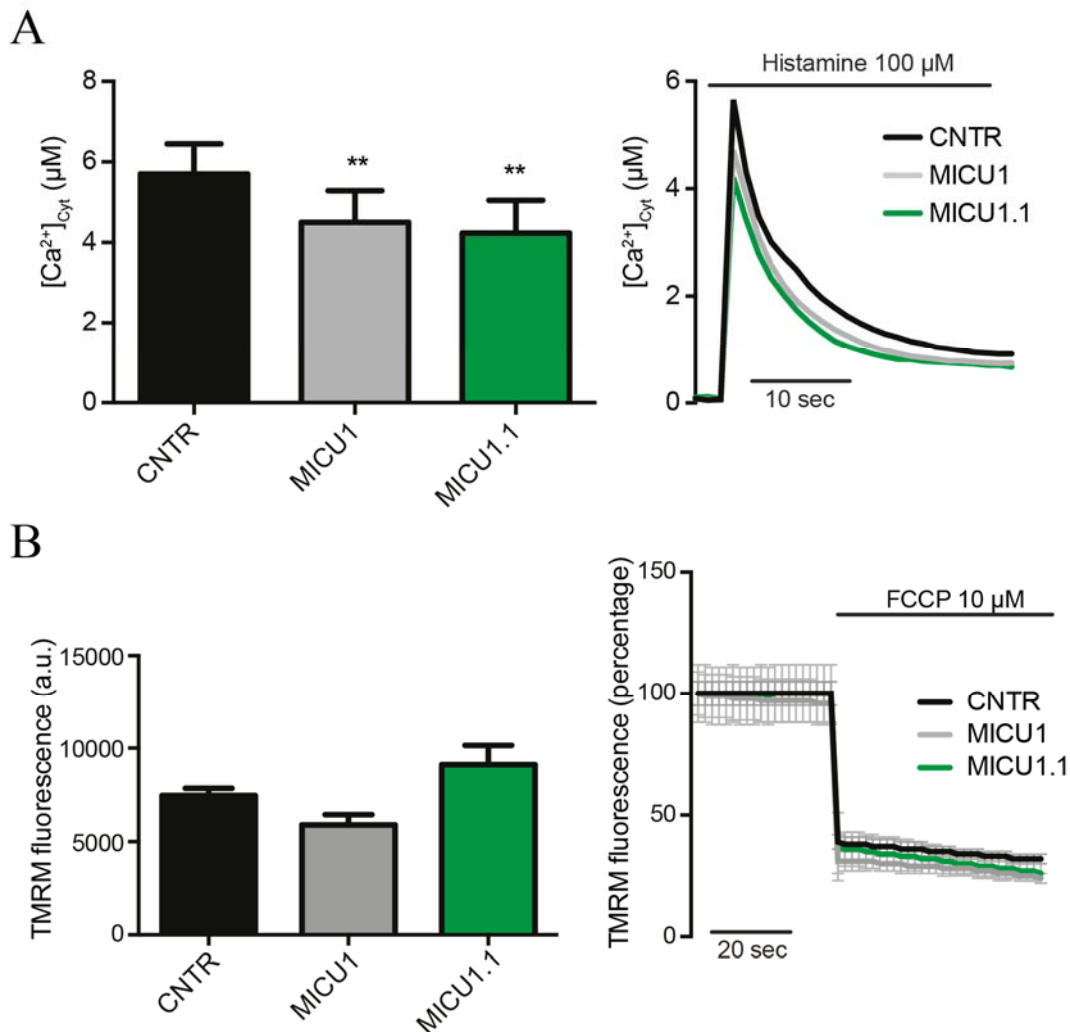 A
[Ca²⁺]Cyt (µM)
8
6
4
2
0
**
**
CNTR
MICU1
MICU1.1
Histamine 100 µM
[Ca²⁺]Cyt (µM)
8
6
4
2
0
CNTR
MICU1
MICU1.1
10 sec
B
TMRM fluorescence (a.u.)
15000
10000
5000
0
CNTR
MICU1
MICU1.1
TMRM fluorescence (percentage)
150
100
50
0
FCCP 10 µM
CNTR
MICU1
MICU1.1
20 sec